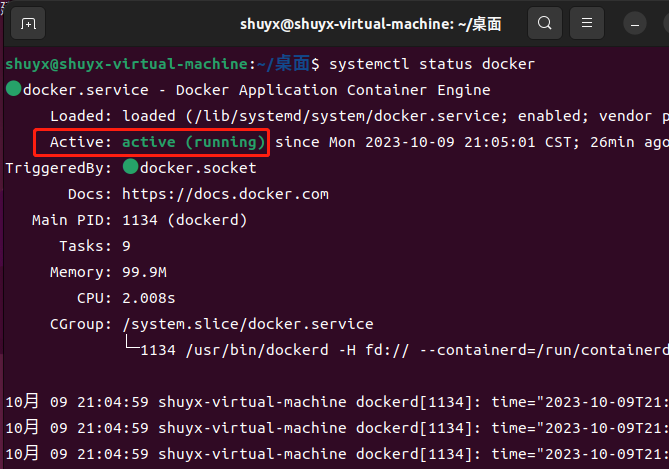 shuyx@shuyx-virtual-machine: ~/桌面
shuyx@shuyx-virtual-machine:~/桌面$ systemctl status docker
docker.service - Docker Application Container Engine
Loaded: loaded (/lib/systemd/system/docker.service; enabled; vendor p
Active: active (running) since Mon 2023-10-09 21:05:01 CST; 26min ago
TriggeredBy: docker.socket
Docs: https://docs.docker.com
Main PID: 1134 (dockerd)
Tasks: 9
Memory: 99.9M
CPU: 2.008s
CGroup: /system.slice/docker.service
└─1134 /usr/bin/dockerd -H fd:// --containerd=/run/containerd
10月 09 21:04:59 shuyx-virtual-machine dockerd[1134]: time="2023-10-09T21:
10月 09 21:04:59 shuyx-virtual-machine dockerd[1134]: time="2023-10-09T21:
10月 09 21:04:59 shuyx-virtual-machine dockerd[1134]: time="2023-10-09T21: